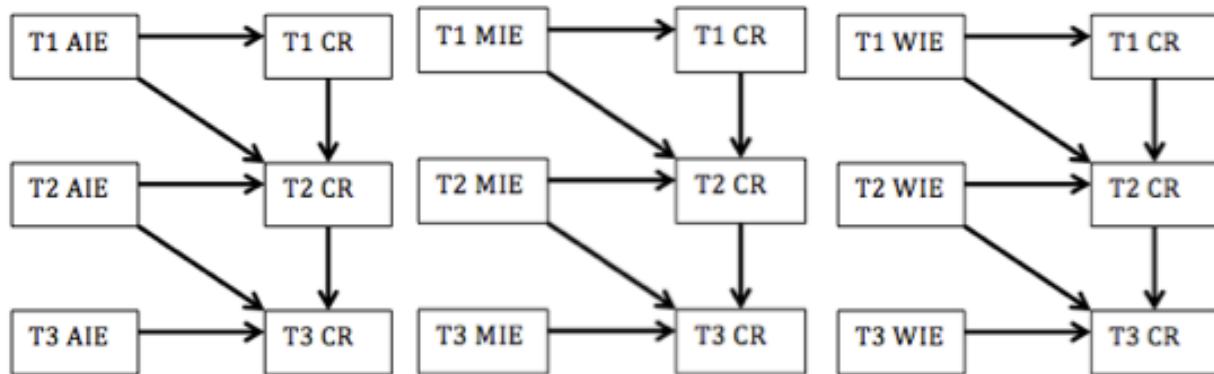 T1 AIE
T1 CR
T1 MIE
T1 CR
T1 WIE
T1 CR
T2 AIE
T2 CR
T2 MIE
T2 CR
T2 WIE
T2 CR
T3 AIE
T3 CR
T3 MIE
T3 CR
T3 WIE
T3 CR